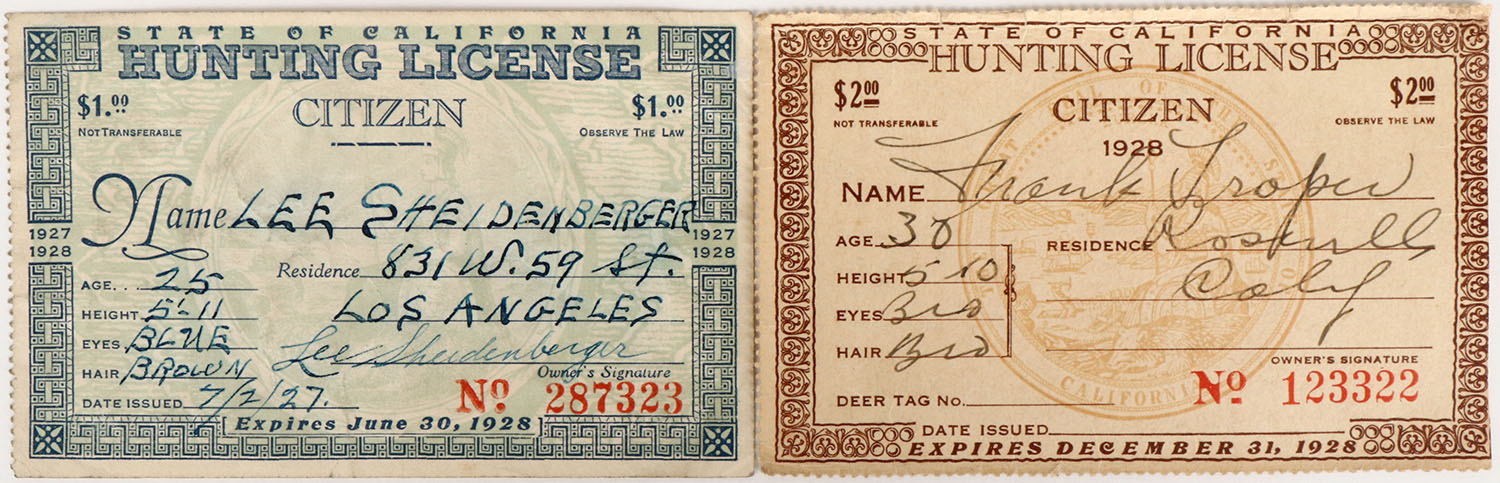 STATE OF CALIFORNIA
HUNTING LICENSE
$1.00 CITIZEN $1.00
NOT TRANSFERABLE OBSERVE THE LAW
Name LEE SHEIDENBERGER
1927 1927
1928 1928
Residence 831 W. 59 St.
AGE... 25
LOS ANGELES
HEIGHT 5-11
EYES BLUE
Lee Sheidenberger
HAIR BROWN Owner's Signature
DATE ISSUED 7/2/27. No 287323
[Expires June 30, 1928]
STATE OF CALIFORNIA
HUNTING LICENSE
$2.00 CITIZEN $2.00
NOT TRANSFERABLE OBSERVE THE LAW
1928
NAME Frank
AGE 30 RESIDENCE
HEIGHT 5 10
EYES Bro
HAIR Bro
OWNER'S SIGNATURE
DEER TAG No. No 123322
DATE ISSUED
EXPIRES DECEMBER 31, 1928